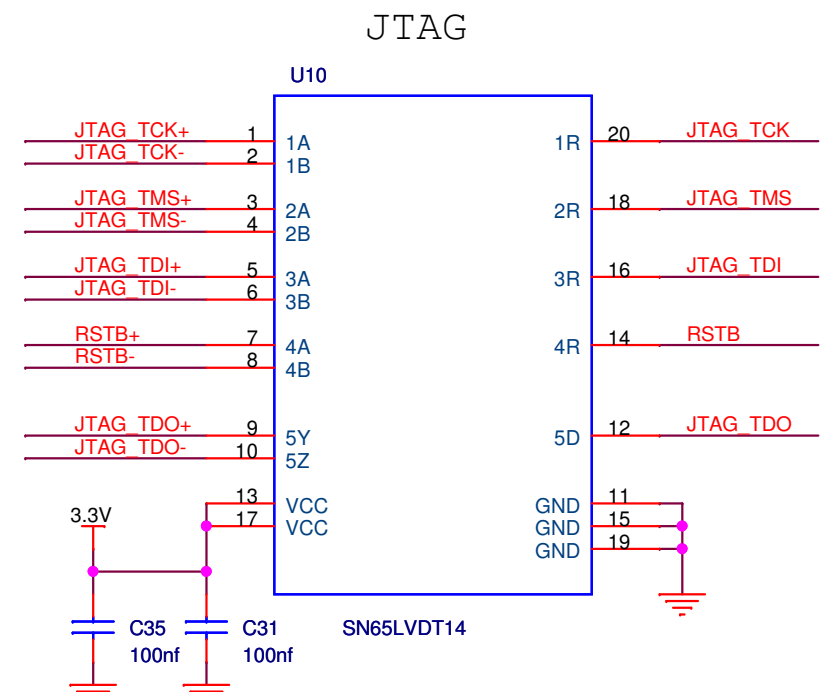 JTAG
U10
JTAG_TCK+ 1 1A 1R 20 JTAG_TCK
JTAG_TCK- 2 1B
JTAG_TMS+ 3 2A 2R 18 JTAG_TMS
JTAG_TMS- 4 2B
JTAG_TDI+ 5 3A 3R 16 JTAG_TDI
JTAG_TDI- 6 3B
RSTB+ 7 4A 4R 14 RSTB
RSTB- 8 4B
JTAG_TDO+ 9 5Y 5D 12 JTAG_TDO
JTAG_TDO- 10 5Z
13 VCC GND 11
3.3V 17 VCC GND 15
GND 19
C35 C31 SN65LVDT14
100nf 100nf